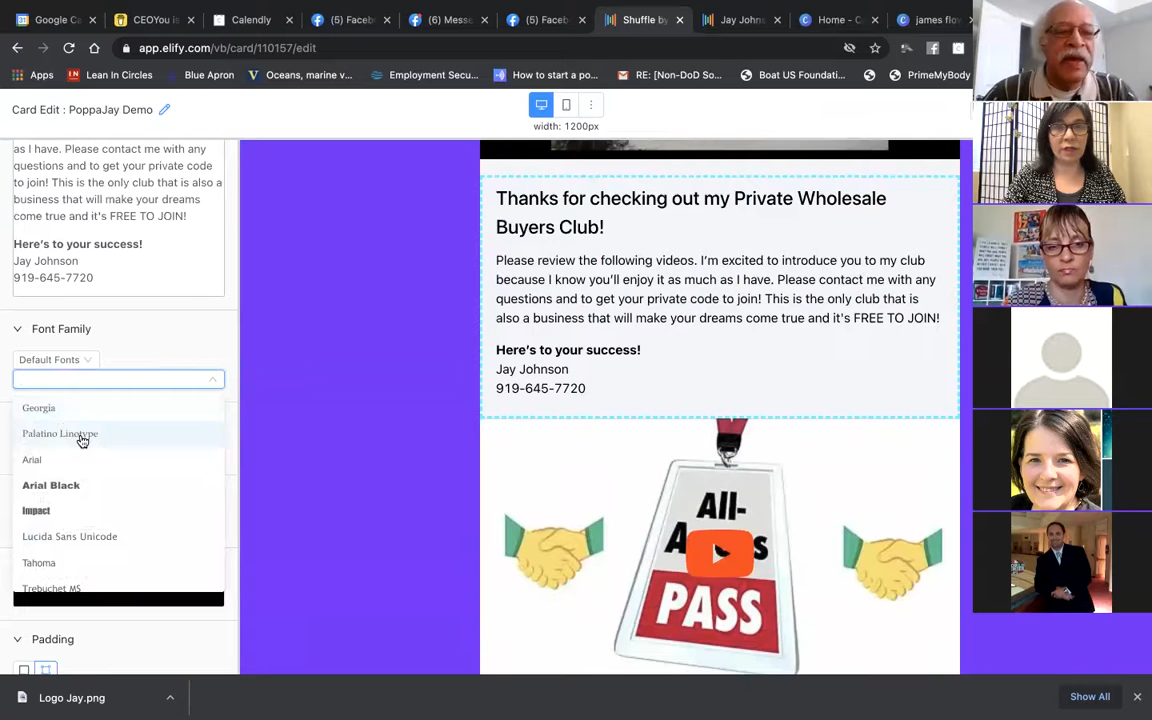 Google Ca
CEOYou is
Calendly
(5) Faceb
(6) Messe
(5) Faceb
Shuffle by
Jay Johns
Home - Ca
james flov
app.elify.com/vb/card/110157/edit
Apps
Lean In Circles
Blue Apron
Oceans, marine v...
Employment Secu...
How to start a po...
RE: [Non-DoD So...
Boat US Foundati...
PrimeMyBody
Card Edit : PoppaJay Demo
width: 1200px
as I have. Please contact me with any
questions and to get your private code
to join! This is the only club that is also a
business that will make your dreams
come true and it's FREE TO JOIN!
Here's to your success!
Jay Johnson
919-645-7720
Font Family
Default Fonts
Georgia
Palatino Linotype
Arial
Arial Black
Impact
Lucida Sans Unicode
Tahoma
Trebuchet MS
Padding
Thanks for checking out my Private Wholesale
Buyers Club!
Please review the following videos. I'm excited to introduce you to my club
because I know you'll enjoy it as much as I have. Please contact me with any
questions and to get your private code to join! This is the only club that is
also a business that will make your dreams come true and it's FREE TO JOIN!
Here's to your success!
Jay Johnson
919-645-7720
All-
PASS
Logo Jay.png
Show All